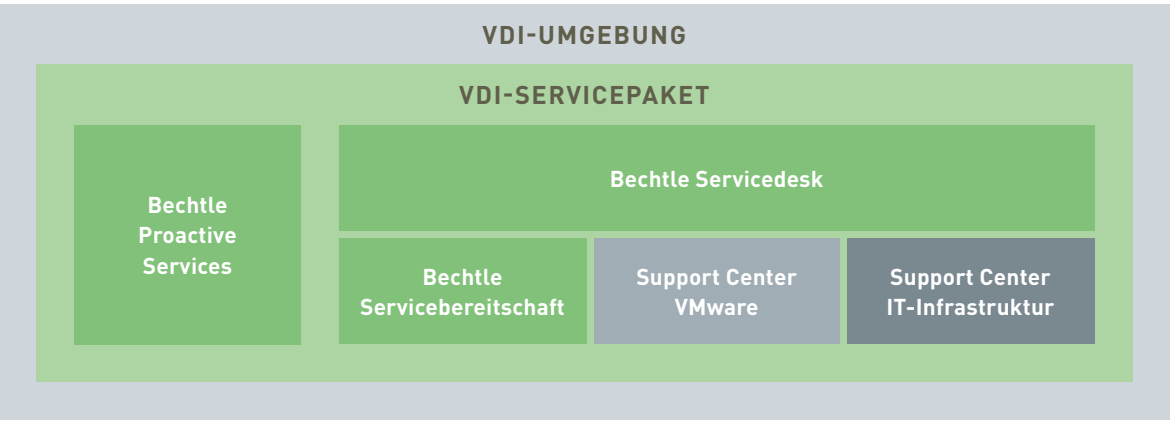 VDI-UMGEBUNG
VDI-SERVICEPAKET
Bechtle
Proactive
Services
Bechtle Servicedesk
Bechtle
Servicebereitschaft
Support Center
VMware
Support Center
IT-Infrastruktur